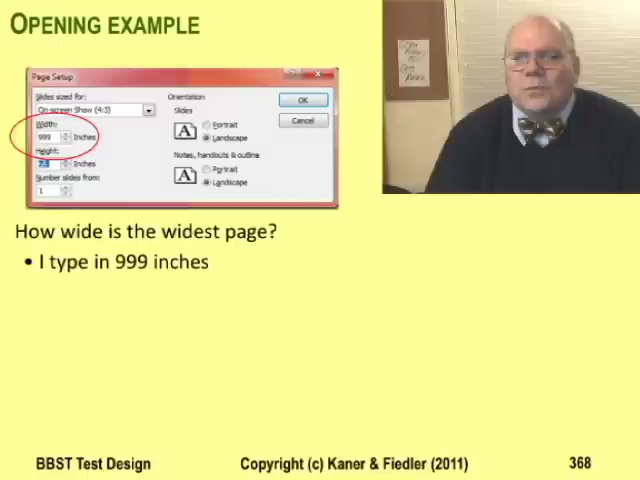 OPENING EXAMPLE
Page Setup
Slides sized for:
On-screen Show (4:3)
Width:
999 Inches
Height:
7.5 Inches
Number slides from:
1
Orientation
Slides
A
Portrait
Landscape
Notes, handouts & outline
A
Portrait
Landscape
OK
Cancel
How wide is the widest page?
• I type in 999 inches
BBST Test Design
Copyright (c) Kaner & Fiedler (2011)
368